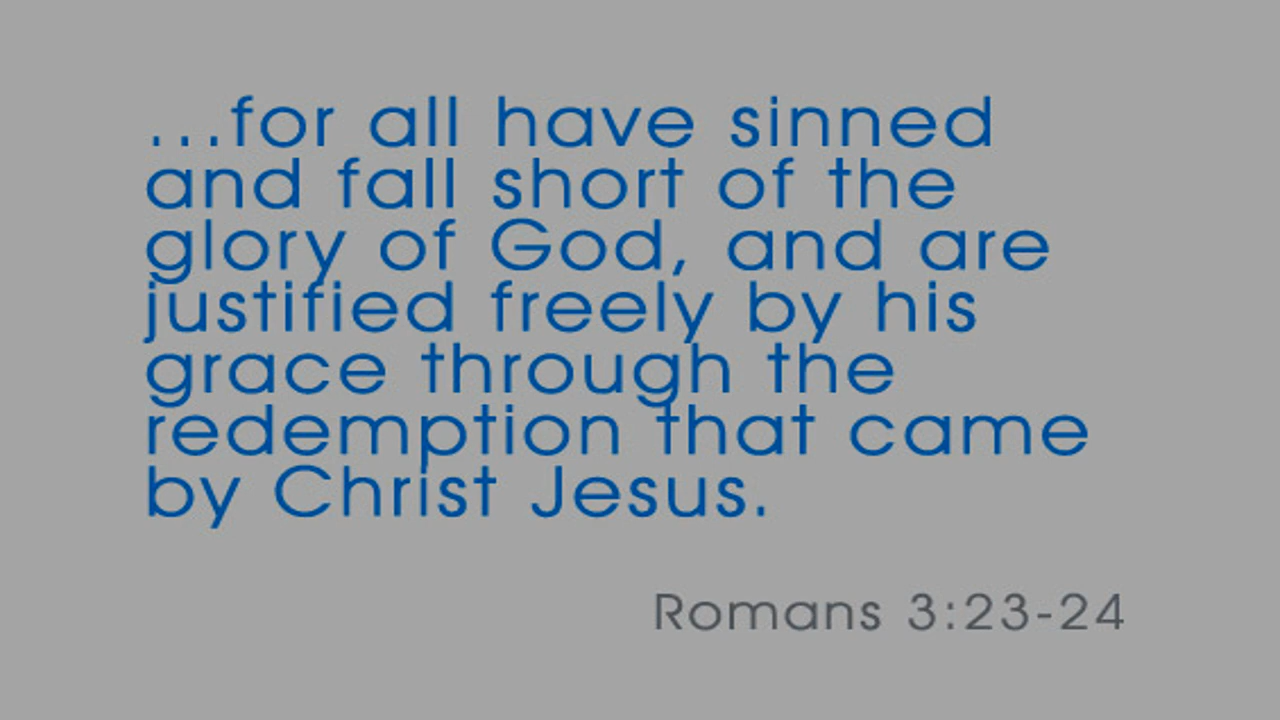 ...for all have sinned
and fall short of the
glory of God, and are
justified freely by his
grace through the
redemption that came
by Christ Jesus.
Romans 3:23-24